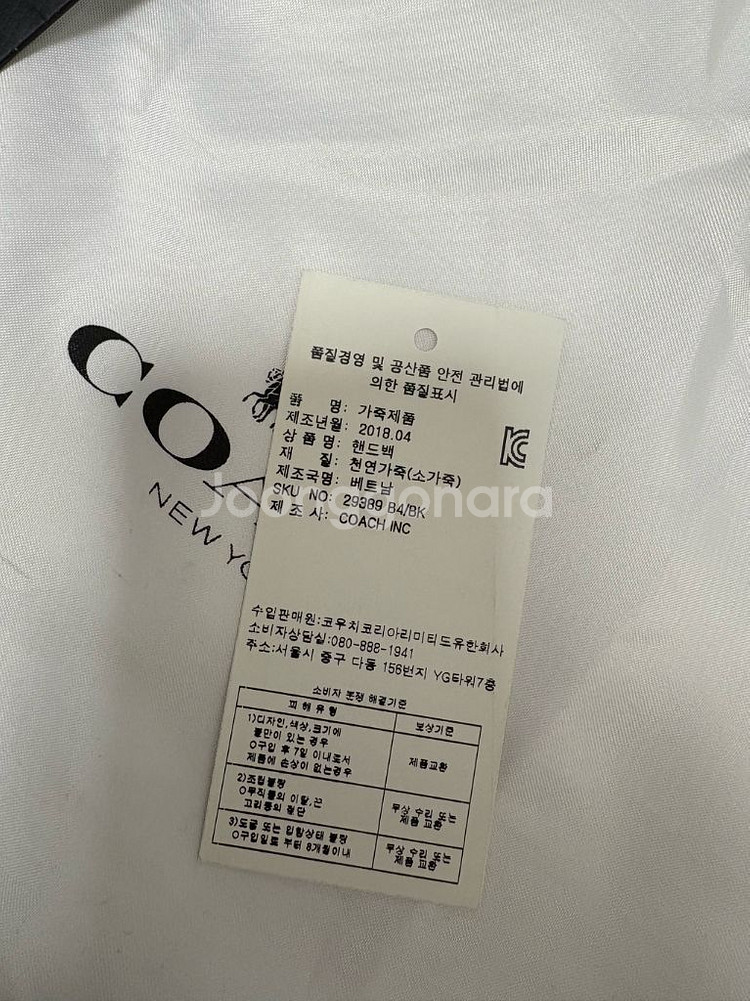 COA
NEW YO
품질경영 및 공산품 안전 관리법에
의한 품질표시
품 명: 가죽제품
제조년월: 2018.04
상 품 명: 핸드백
재 질: 천연가죽(소가죽)
제조국명: 베트남
SKU NO: 29389 B4/BK
제 조 사: COACH INC
Joongonara
수입판매원:코우치코리아리미티드유한회사
소비자상담실:080-898-1941
주소:서울시 중구 다동 156번지 YG타워7층
소비자 분쟁 해결기준
피해유형 보상기준
1)디자인,색상,크기에
불만이 있는 경우
○구입 후 7일 이내로서
제품에 손상이 없는경우
제품교환
2)조립불량
○부직물의 이탈,
고리등의 절단
무상 수리 또는
제품 교환
3)도금 또는 접합상태 불량
○구입일로 부터 8개월이내
무상 수리 또는
제품 교환